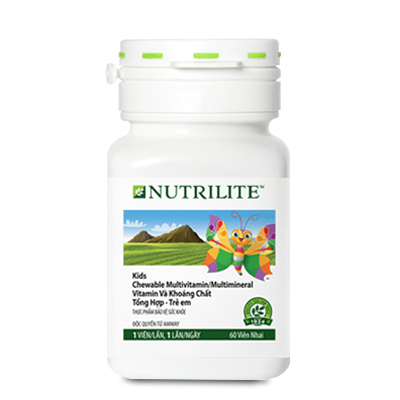 NUTRILITE™
Kids
Chewable Multivitamin/Multimineral
Vitamin Và Khoáng Chất
Tổng Hợp - Trẻ em
THỰC PHẨM BẢO VỆ SỨC KHỎE
ĐỘC QUYỀN TỪ AMWAY
1 VIÊN/LẦN, 1 LẦN/NGÀY
60 Viên Nhai
1934